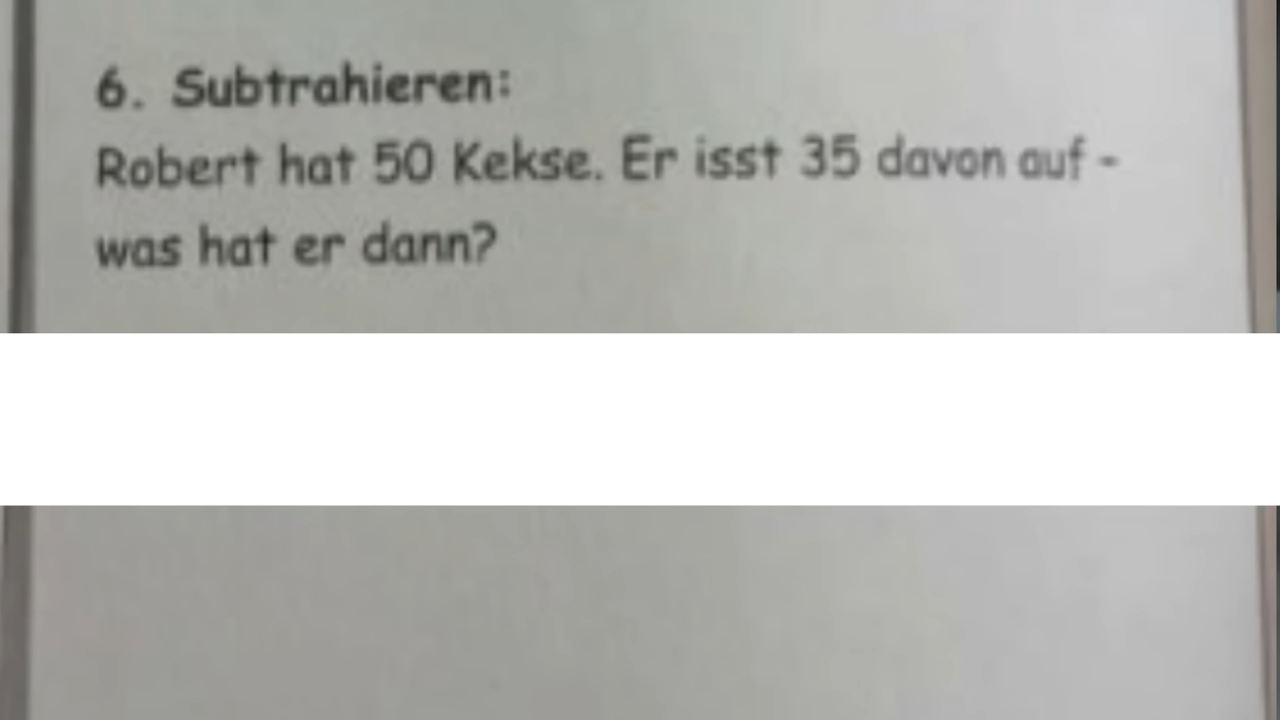 6. Subtrahieren:
Robert hat 50 Kekse. Er isst 35 davon auf -
was hat er dann?